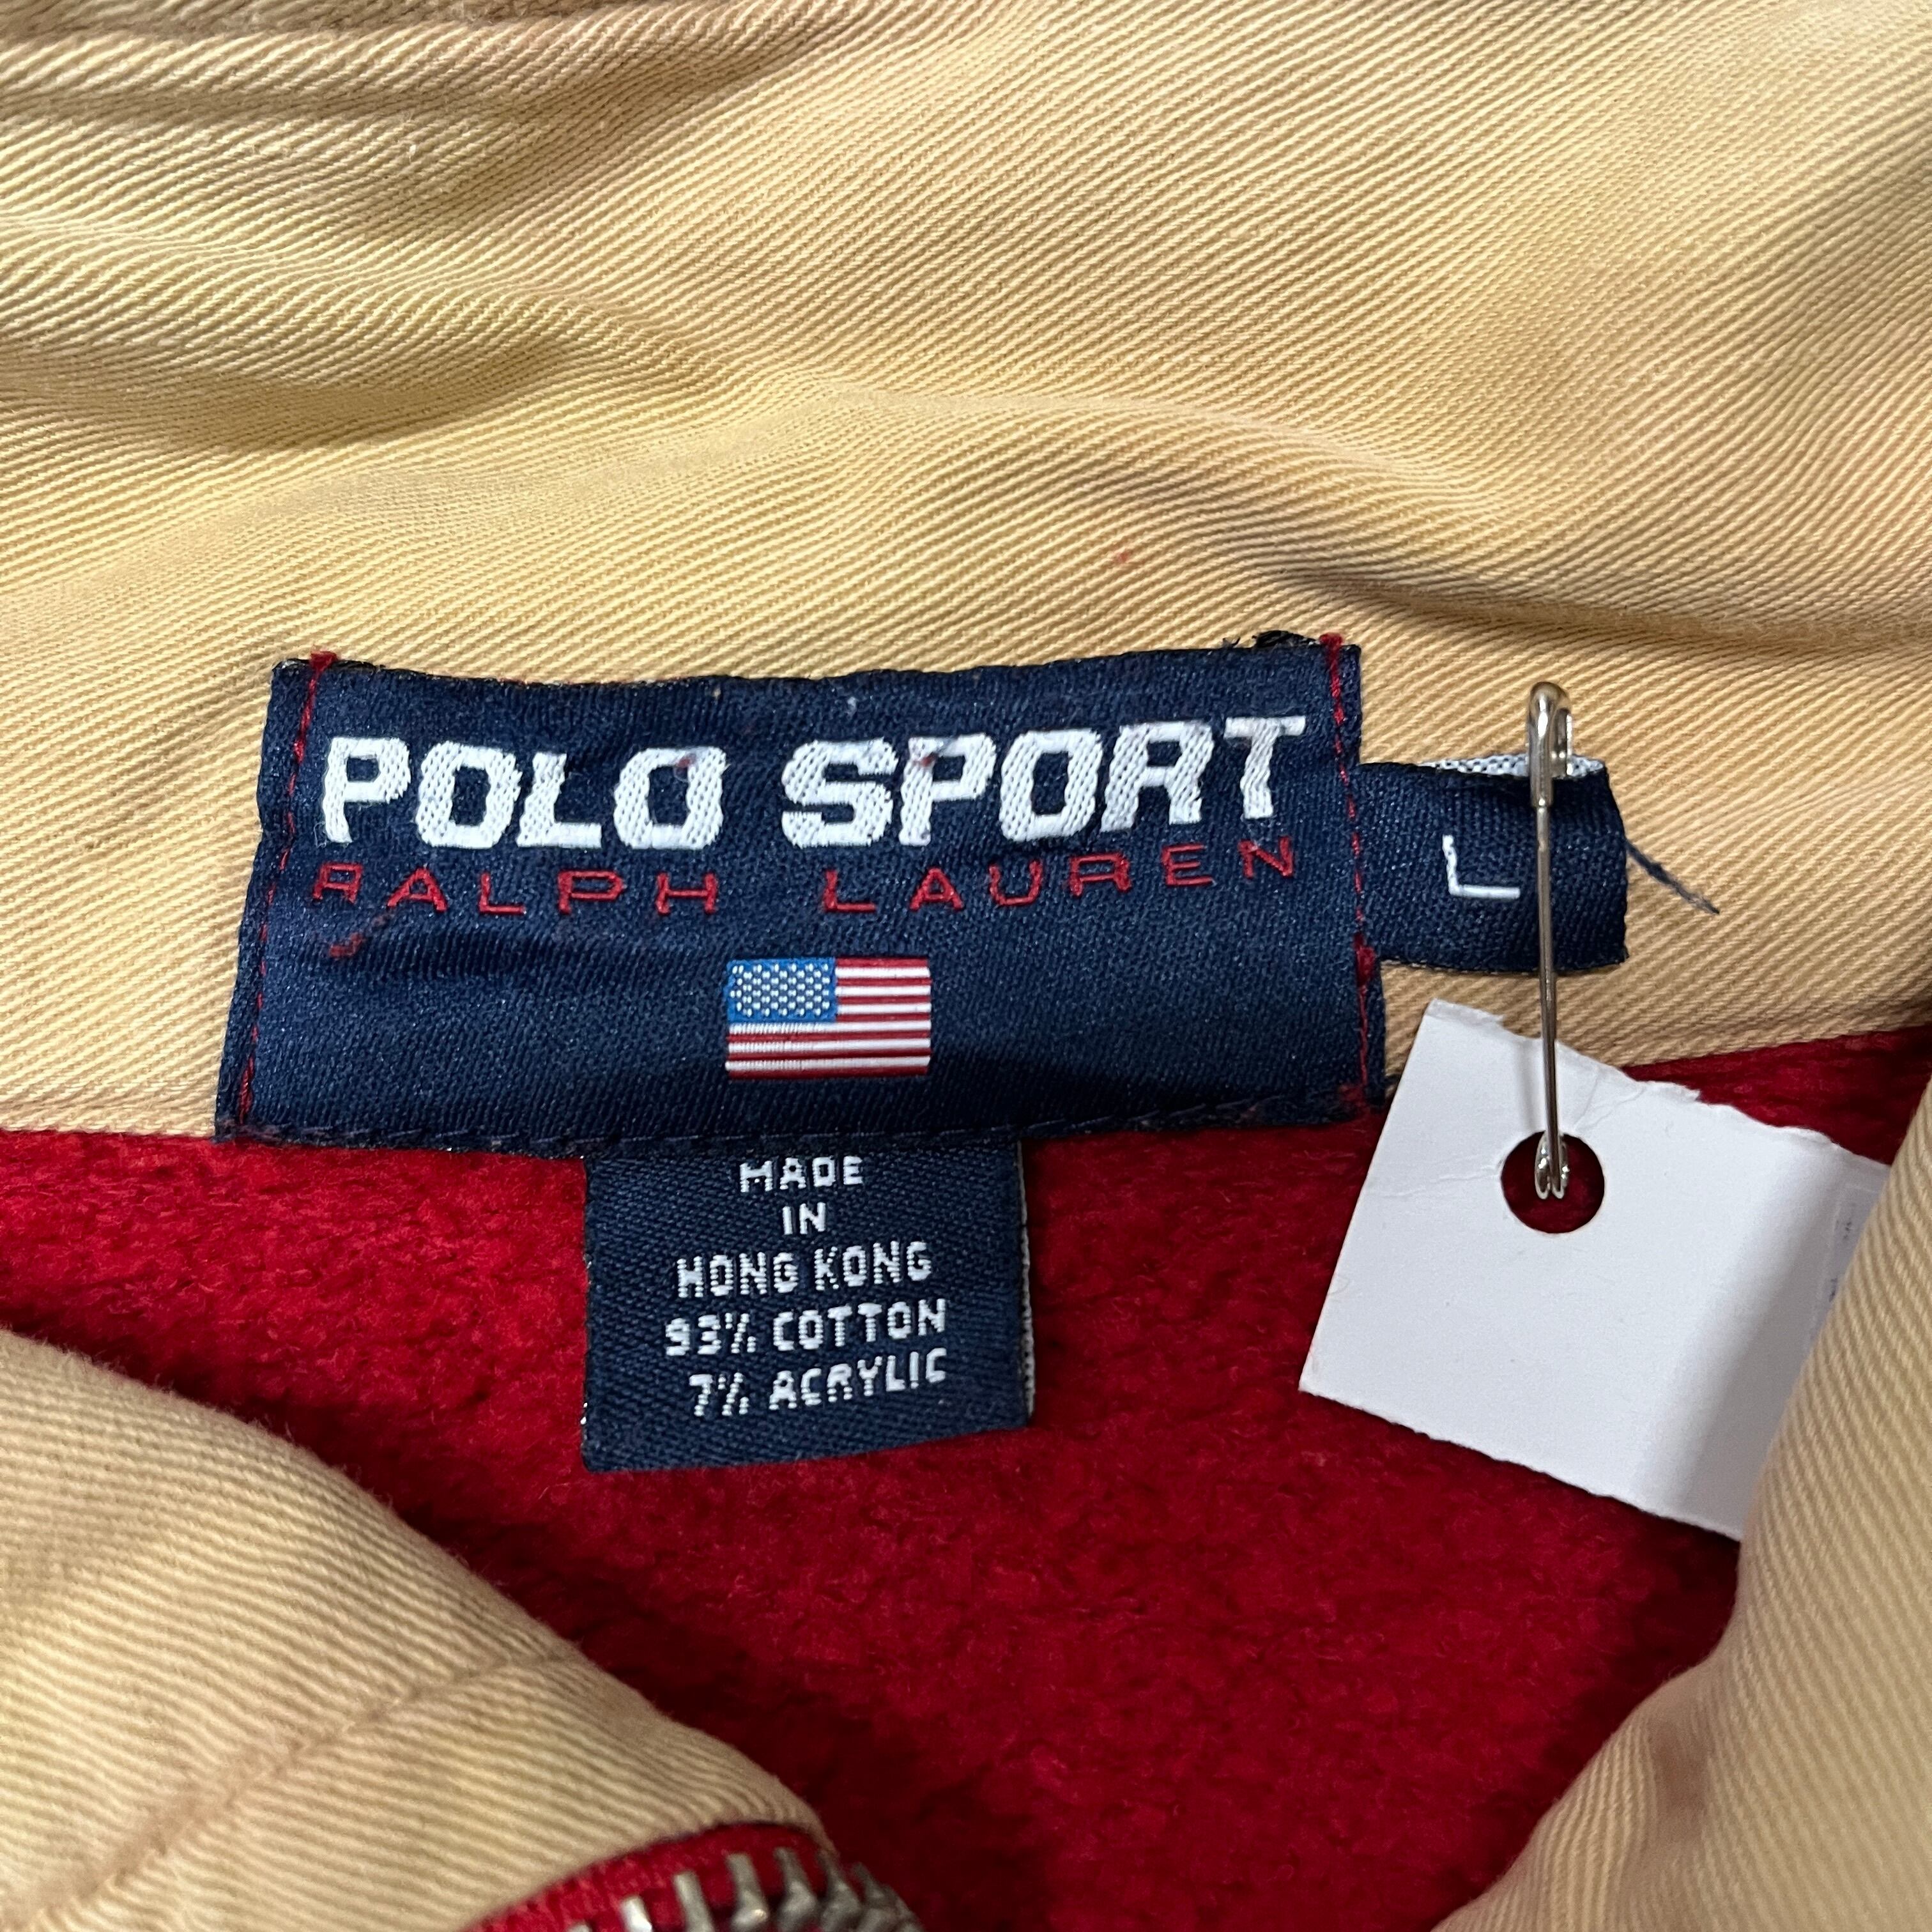 POLO SPORT
RALPH LAUREN
L
MADE
IN
HONG KONG
93% COTTON
7% ACRYLIC